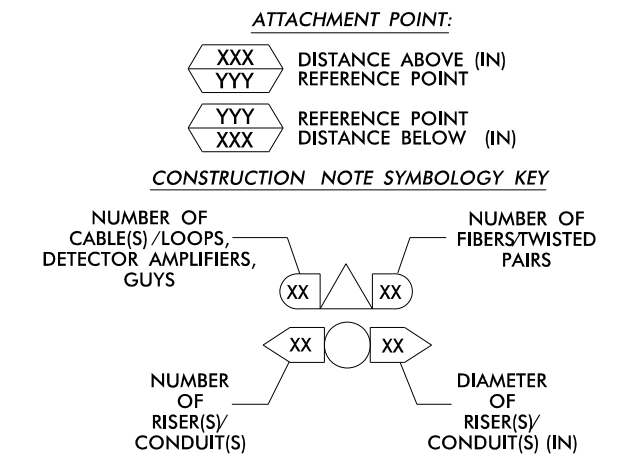 ATTACHMENT POINT:
XXX DISTANCE ABOVE (IN)
YYY REFERENCE POINT
YYY REFERENCE POINT
XXX DISTANCE BELOW (IN)
CONSTRUCTION NOTE SYMBOLOGY KEY
NUMBER OF
CABLE(S)/LOOPS,
DETECTOR AMPLIFIERS,
GUYS
NUMBER OF
FIBERS/TWISTED
PAIRS
XX XX
XX XX
NUMBER
OF
RISER(S)/
CONDUIT(S)
DIAMETER
OF
RISER(S)/
CONDUIT(S) (IN)